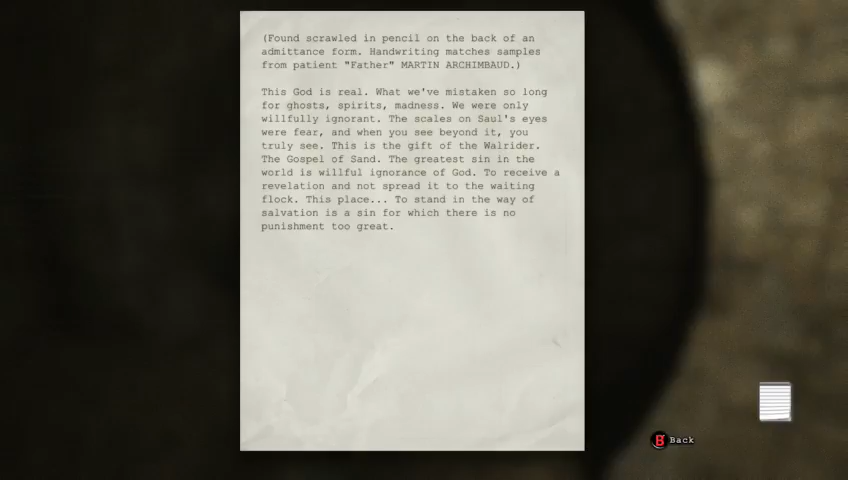 (Found scrawled in pencil on the back of an
admittance form. Handwriting matches samples
from patient "Father" MARTIN ARCHIMBAUD.)
This God is real. What we've mistaken so long
for ghosts, spirits, madness. We were only
willfully ignorant. The scales on Saul's eyes
were fear, and when you see beyond it, you
truly see. This is the gift of the Walrider.
The Gospel of Sand. The greatest sin in the
world is willful ignorance of God. To receive a
revelation and not spread it to the waiting
flock. This place... To stand in the way of
salvation is a sin for which there is no
punishment too great.
B Back